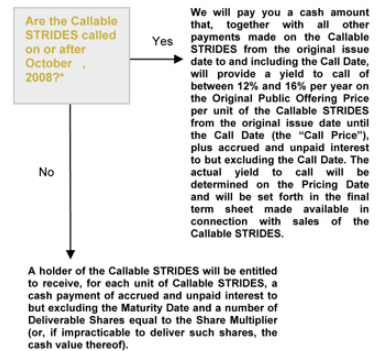 Are the Callable
STRIDES called
on or after
October   ,
2008?*
Yes
We will pay you a cash amount
that, together with all other
payments made on the Callable
STRIDES from the original issue
date to and including the Call Date,
will provide a yield to call of
between 12% and 16% per year on
the Original Public Offering Price
per unit of the Callable STRIDES
from the original issue date until
the Call Date (the “Call Price”),
plus accrued and unpaid interest
to but excluding the Call Date. The
actual yield to call will be
determined on the Pricing Date
and will be set forth in the final
term sheet made available in
connection with sales of the
Callable STRIDES.
No
A holder of the Callable STRIDES will be entitled
to receive, for each unit of Callable STRIDES, a
cash payment of accrued and unpaid interest to
but excluding the Maturity Date and a number of
Deliverable Shares equal to the Share Multiplier
(or, if impracticable to deliver such shares, the
cash value thereof).